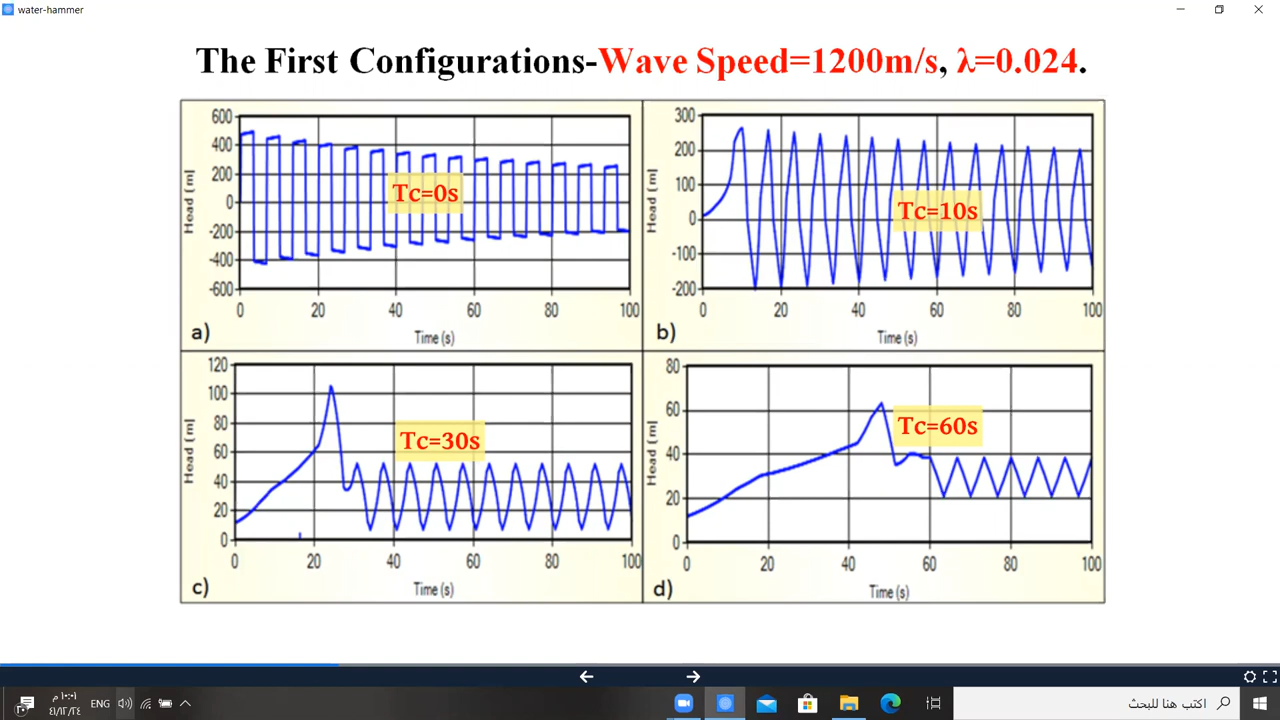 water-hammer
The First Configurations-Wave Speed=1200m/s, λ=0.024.
600
400
200
0
-200
-400
-600
Head (m)
Tc=0s
0 20 40 60 80 100
Time (s)
a)
300
200
100
0
-100
-200
Head (m)
Tc=10s
0 20 40 60 80 100
Time (s)
b)
120
100
80
60
40
20
0
Head (m)
Tc=30s
0 20 40 60 80 100
Time (s)
c)
80
60
40
20
0
Head (m)
Tc=60s
0 20 40 60 80 100
Time (s)
d)
ENG
اكتب هنا للبحث